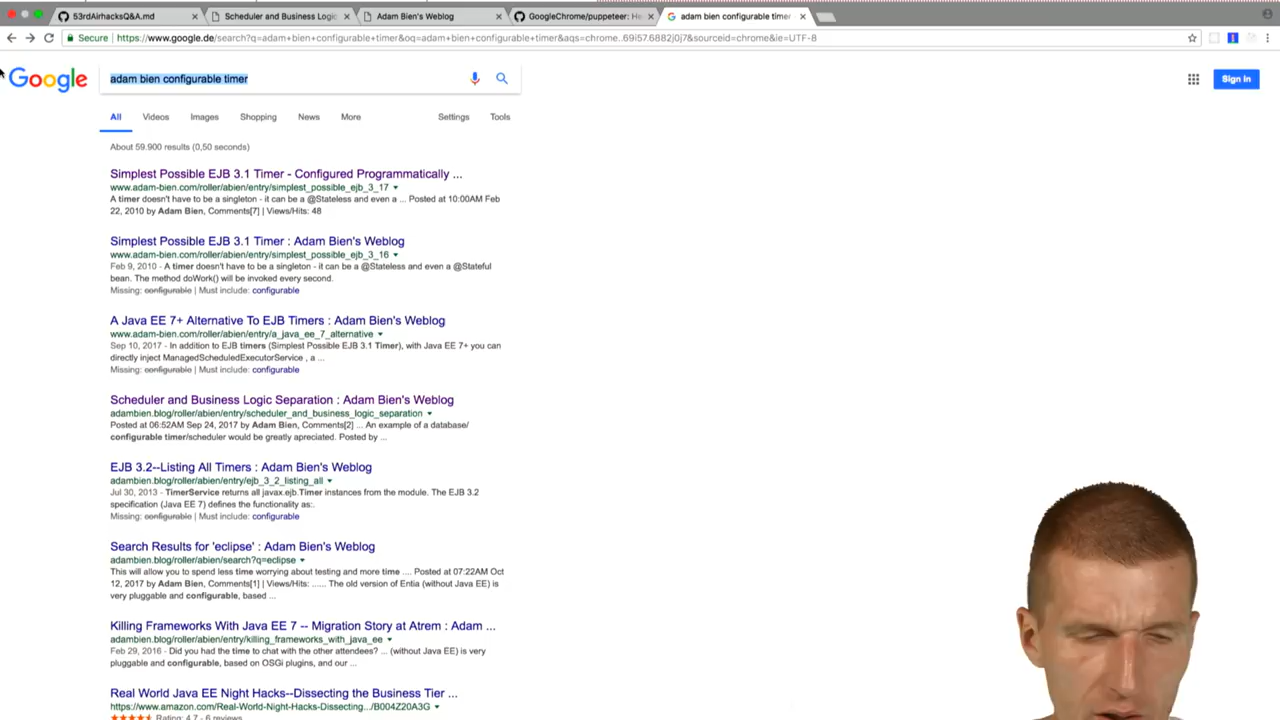 53rdAirhacksQ&A.md
Scheduler and Business Logic
Adam Bien's Weblog
GoogleChrome/puppeteer: He
adam bien configurable timer
Secure
https://www.google.de/search?q=adam+bien+configurable+timer&oq=adam+bien+configurable+timer&aqs=chrome..69i57.6882j0j7&sourceid=chrome&ie=UTF-8
Google
adam bien configurable timer
Sign in
All Videos Images Shopping News More Settings Tools
About 59.900 results (0,50 seconds)
Simplest Possible EJB 3.1 Timer - Configured Programmatically ...
www.adam-bien.com/roller/abien/entry/simplest_possible_ejb_3_17
A timer doesn't have to be a singleton - it can be a @Stateless and even a ... Posted at 10:00AM Feb
22, 2010 by Adam Bien, Comments[7] | Views/Hits: 48
Simplest Possible EJB 3.1 Timer : Adam Bien's Weblog
www.adam-bien.com/roller/abien/entry/simplest_possible_ejb_3_16
Feb 9, 2010 - A timer doesn't have to be a singleton - it can be a @Stateless and even a @Stateful
bean. The method doWork() will be invoked every second.
Missing: configurable | Must include: configurable
A Java EE 7+ Alternative To EJB Timers : Adam Bien's Weblog
www.adam-bien.com/roller/abien/entry/a_java_ee_7_alternative
Sep 10, 2017 - In addition to EJB timers (Simplest Possible EJB 3.1 Timer), with Java EE 7+ you can
directly inject ManagedScheduledExecutorService , a ...
Missing: configurable | Must include: configurable
Scheduler and Business Logic Separation : Adam Bien's Weblog
adambien.blog/roller/abien/entry/scheduler_and_business_logic_separation
Posted at 06:52AM Sep 24, 2017 by Adam Bien, Comments[2] ... An example of a database/
configurable timer/scheduler would be greatly apreciated. Posted by ...
EJB 3.2--Listing All Timers : Adam Bien's Weblog
adambien.blog/roller/abien/entry/ejb_3_2_listing_all
Jul 30, 2013 - TimerService returns all javax.ejb.Timer instances from the module. The EJB 3.2
specification (Java EE 7) defines the functionality as:.
Missing: configurable | Must include: configurable
Search Results for 'eclipse' : Adam Bien's Weblog
adambien.blog/roller/abien/search?q=eclipse
This will allow you to spend less time worrying about testing and more time .... Posted at 07:22AM Oct
12, 2017 by Adam Bien, Comments[1] | Views/Hits: ...... The old version of Entia (without Java EE) is
very pluggable and configurable, based ...
Killing Frameworks With Java EE 7 -- Migration Story at Atrem : Adam ...
adambien.blog/roller/abien/entry/killing_frameworks_with_java_ee
Feb 29, 2016 - Did you had the time to chat with the other attendees? ... (without Java EE) is very
pluggable and configurable, based on OSGi plugins, and our ...
Real World Java EE Night Hacks--Dissecting the Business Tier ...
https://www.amazon.com/Real-World-Night-Hacks-Dissecting.../B004Z20A3G
Rating: 4,7 - 6 reviews